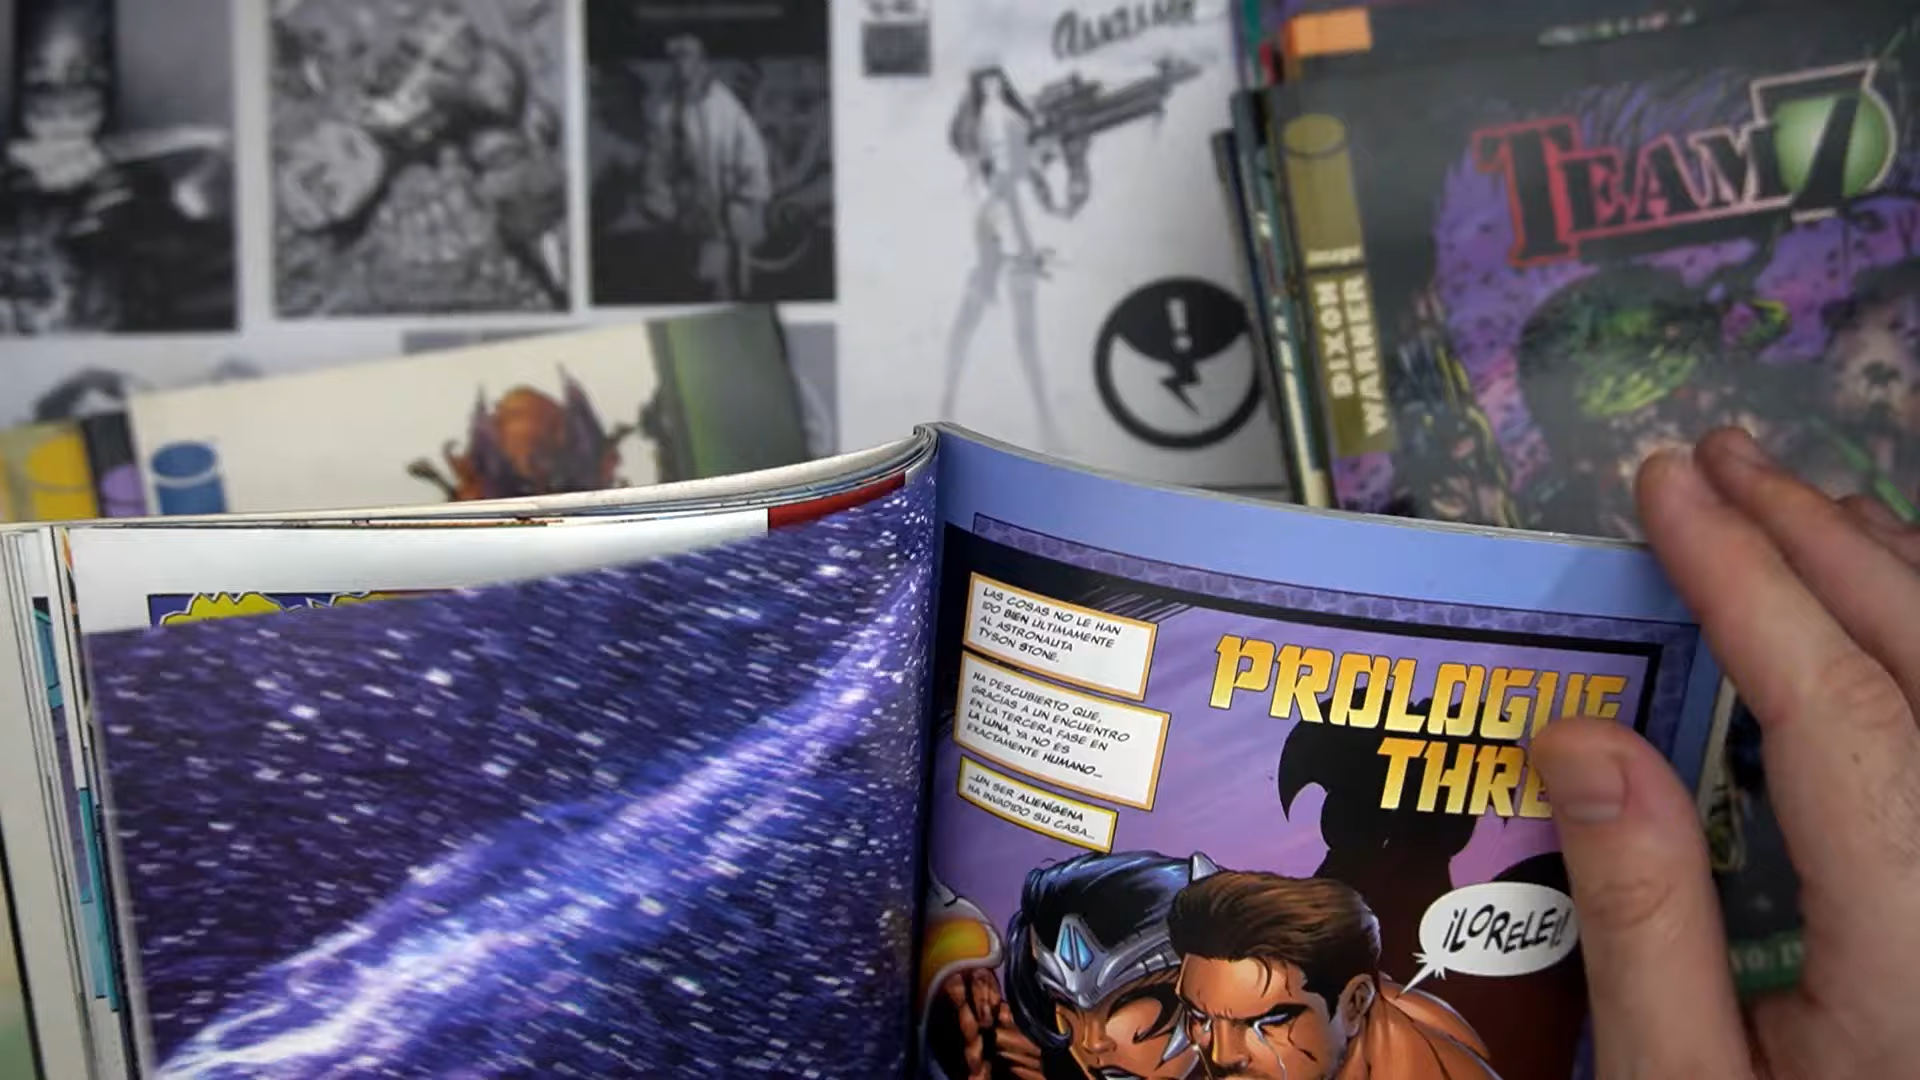 TEAM 7
DIXON
WARNER
LAS COSAS NO LE HAN
IDO BIEN ÚLTIMAMENTE
AL ASTRONAUTA
TYSON STONE.
HA DESCUBIERTO QUE,
GRACIAS A UN ENCUENTRO
EN LA TERCERA FASE EN
LA LUNA, YA NO ES
EXACTAMENTE HUMANO...
...UN SER ALIENÍGENA
HA INVADIDO SU CASA...
PROLOGUE
THRE
¡LORELEI!